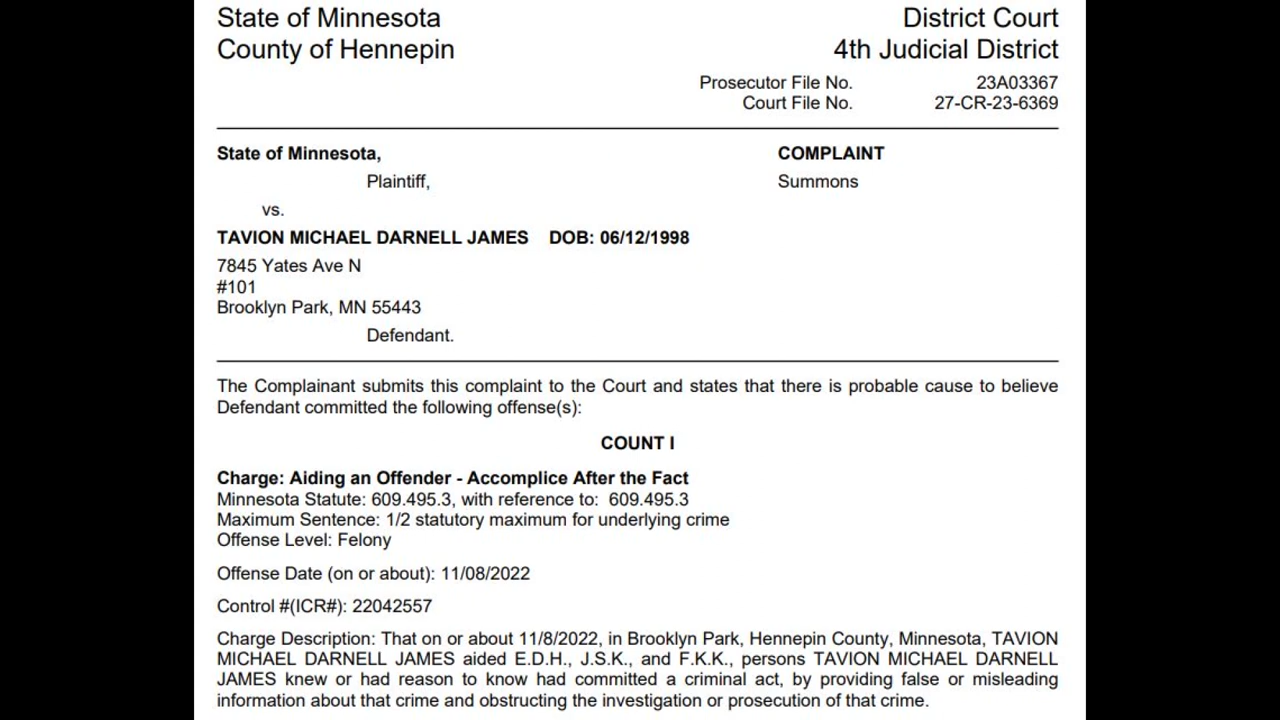 State of Minnesota District Court
County of Hennepin 4th Judicial District
Prosecutor File No. 23A03367
Court File No. 27-CR-23-6369
State of Minnesota, COMPLAINT
Plaintiff, Summons
vs.
TAVION MICHAEL DARNELL JAMES DOB: 06/12/1998
7845 Yates Ave N
#101
Brooklyn Park, MN 55443
Defendant.
The Complainant submits this complaint to the Court and states that there is probable cause to believe
Defendant committed the following offense(s):
COUNT I
Charge: Aiding an Offender - Accomplice After the Fact
Minnesota Statute: 609.495.3, with reference to: 609.495.3
Maximum Sentence: 1/2 statutory maximum for underlying crime
Offense Level: Felony
Offense Date (on or about): 11/08/2022
Control #(ICR#): 22042557
Charge Description: That on or about 11/8/2022, in Brooklyn Park, Hennepin County, Minnesota, TAVION
MICHAEL DARNELL JAMES aided E.D.H., J.S.K., and F.K.K., persons TAVION MICHAEL DARNELL
JAMES knew or had reason to know had committed a criminal act, by providing false or misleading
information about that crime and obstructing the investigation or prosecution of that crime.